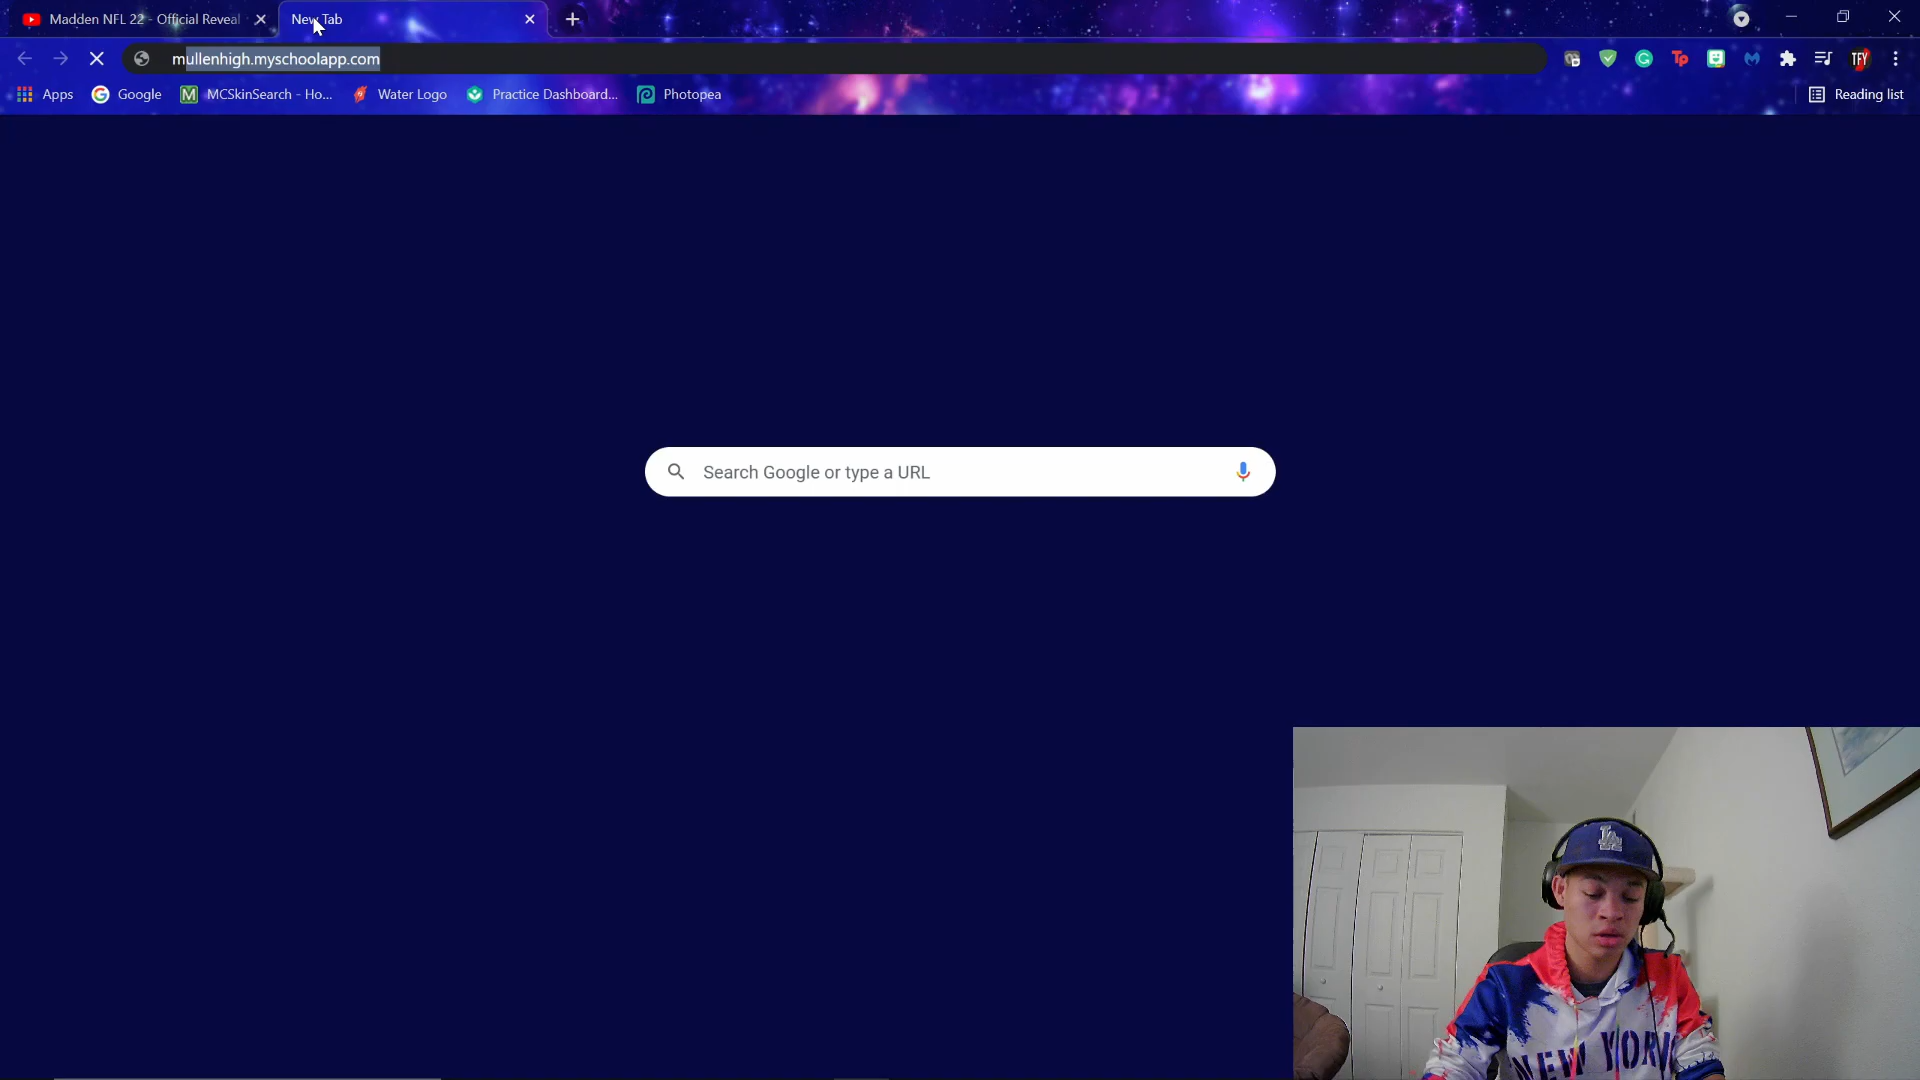 Madden NFL 22 - Official Reveal
New Tab
mullenhigh.myschoolapp.com
Apps
Google
MCSkinSearch - Ho...
Water Logo
Practice Dashboard...
Photopea
Reading list
TFY
Search Google or type a URL
LA
NEW YORK